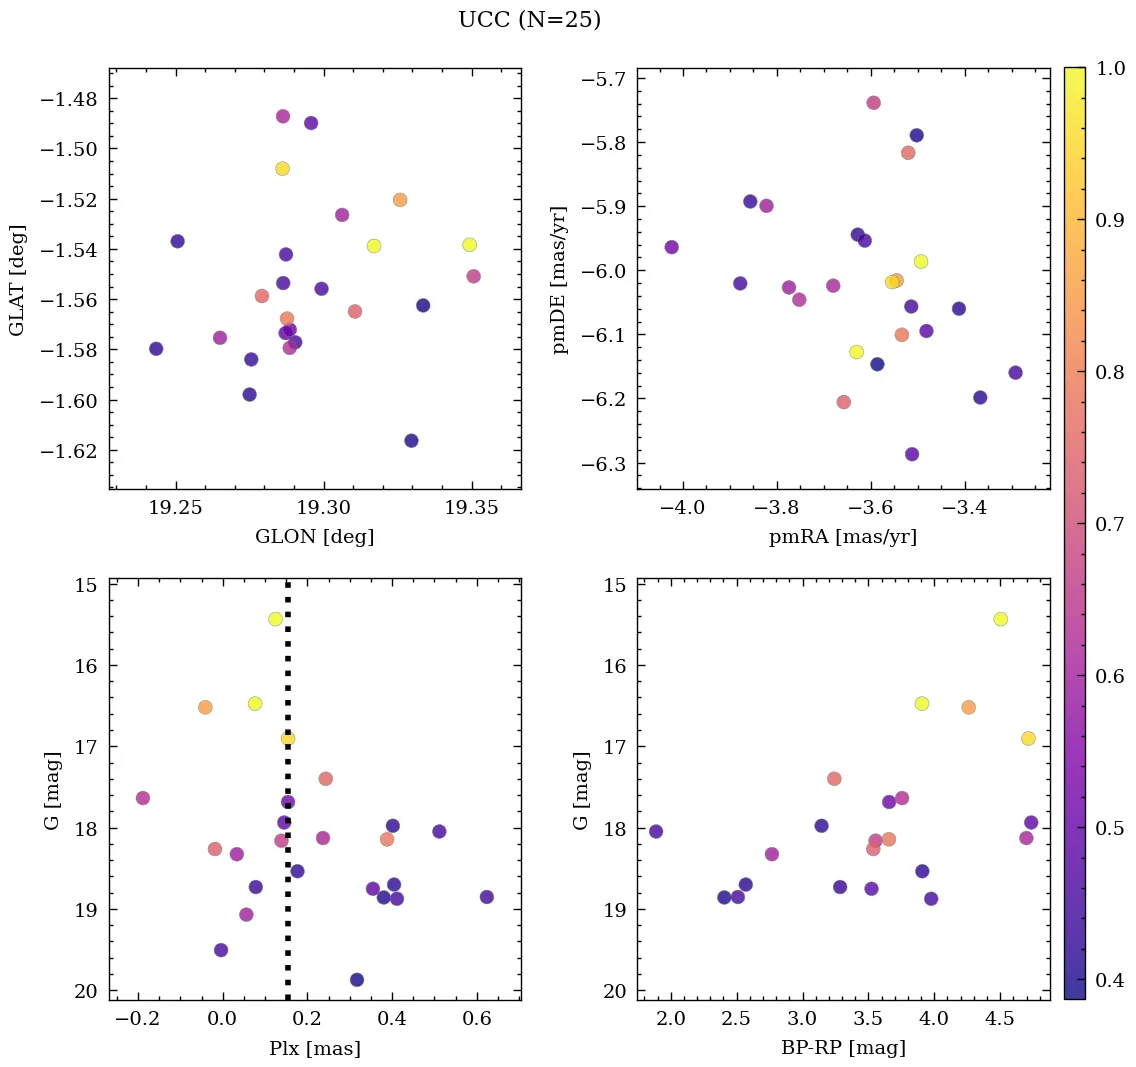 UCC (N=25)
−1.48
−1.50
−1.52
−1.54
−1.56
−1.58
−1.60
−1.62
GLAT [deg]
19.25 19.30 19.35
GLON [deg]
−5.7
−5.8
−5.9
−6.0
−6.1
−6.2
−6.3
pmDE [mas/yr]
−4.0 −3.8 −3.6 −3.4
pmRA [mas/yr]
15
16
17
18
19
20
G [mag]
−0.2 0.0 0.2 0.4 0.6
Plx [mas]
15
16
17
18
19
20
G [mag]
2.0 2.5 3.0 3.5 4.0 4.5
BP-RP [mag]
1.0
0.9
0.8
0.7
0.6
0.5
0.4